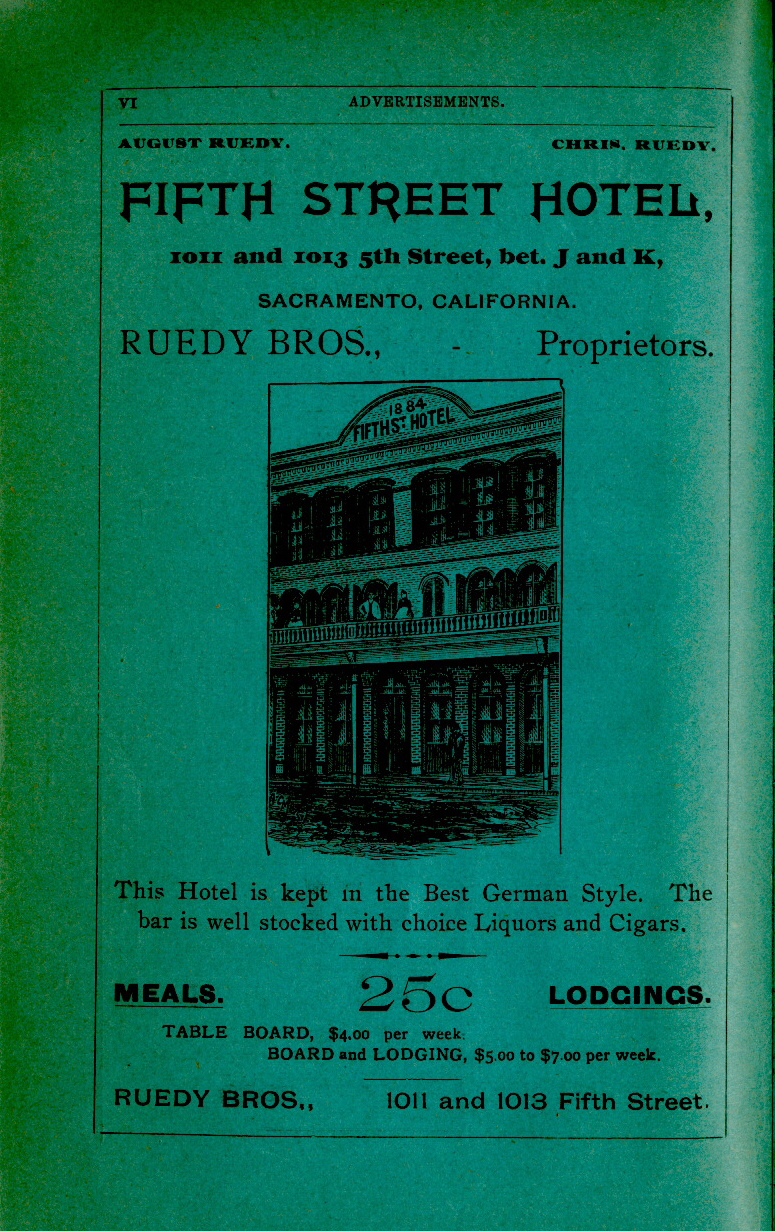 VI ADVERTISEMENTS.
AUGUST RUEDY. CHRIS. RUEDY.
FIFTH STREET HOTEL,
1011 and 1013 5th Street, bet. J and K,
SACRAMENTO, CALIFORNIA.
RUEDY BROS., - Proprietors.
1884
FIFTH ST. HOTEL
This Hotel is kept in the Best German Style. The
bar is well stocked with choice Liquors and Cigars.
MEALS. 25c LODGINGS.
TABLE BOARD, $4.00 per week.
BOARD and LODGING, $5.00 to $7.00 per week.
RUEDY BROS., 1011 and 1013 Fifth Street.